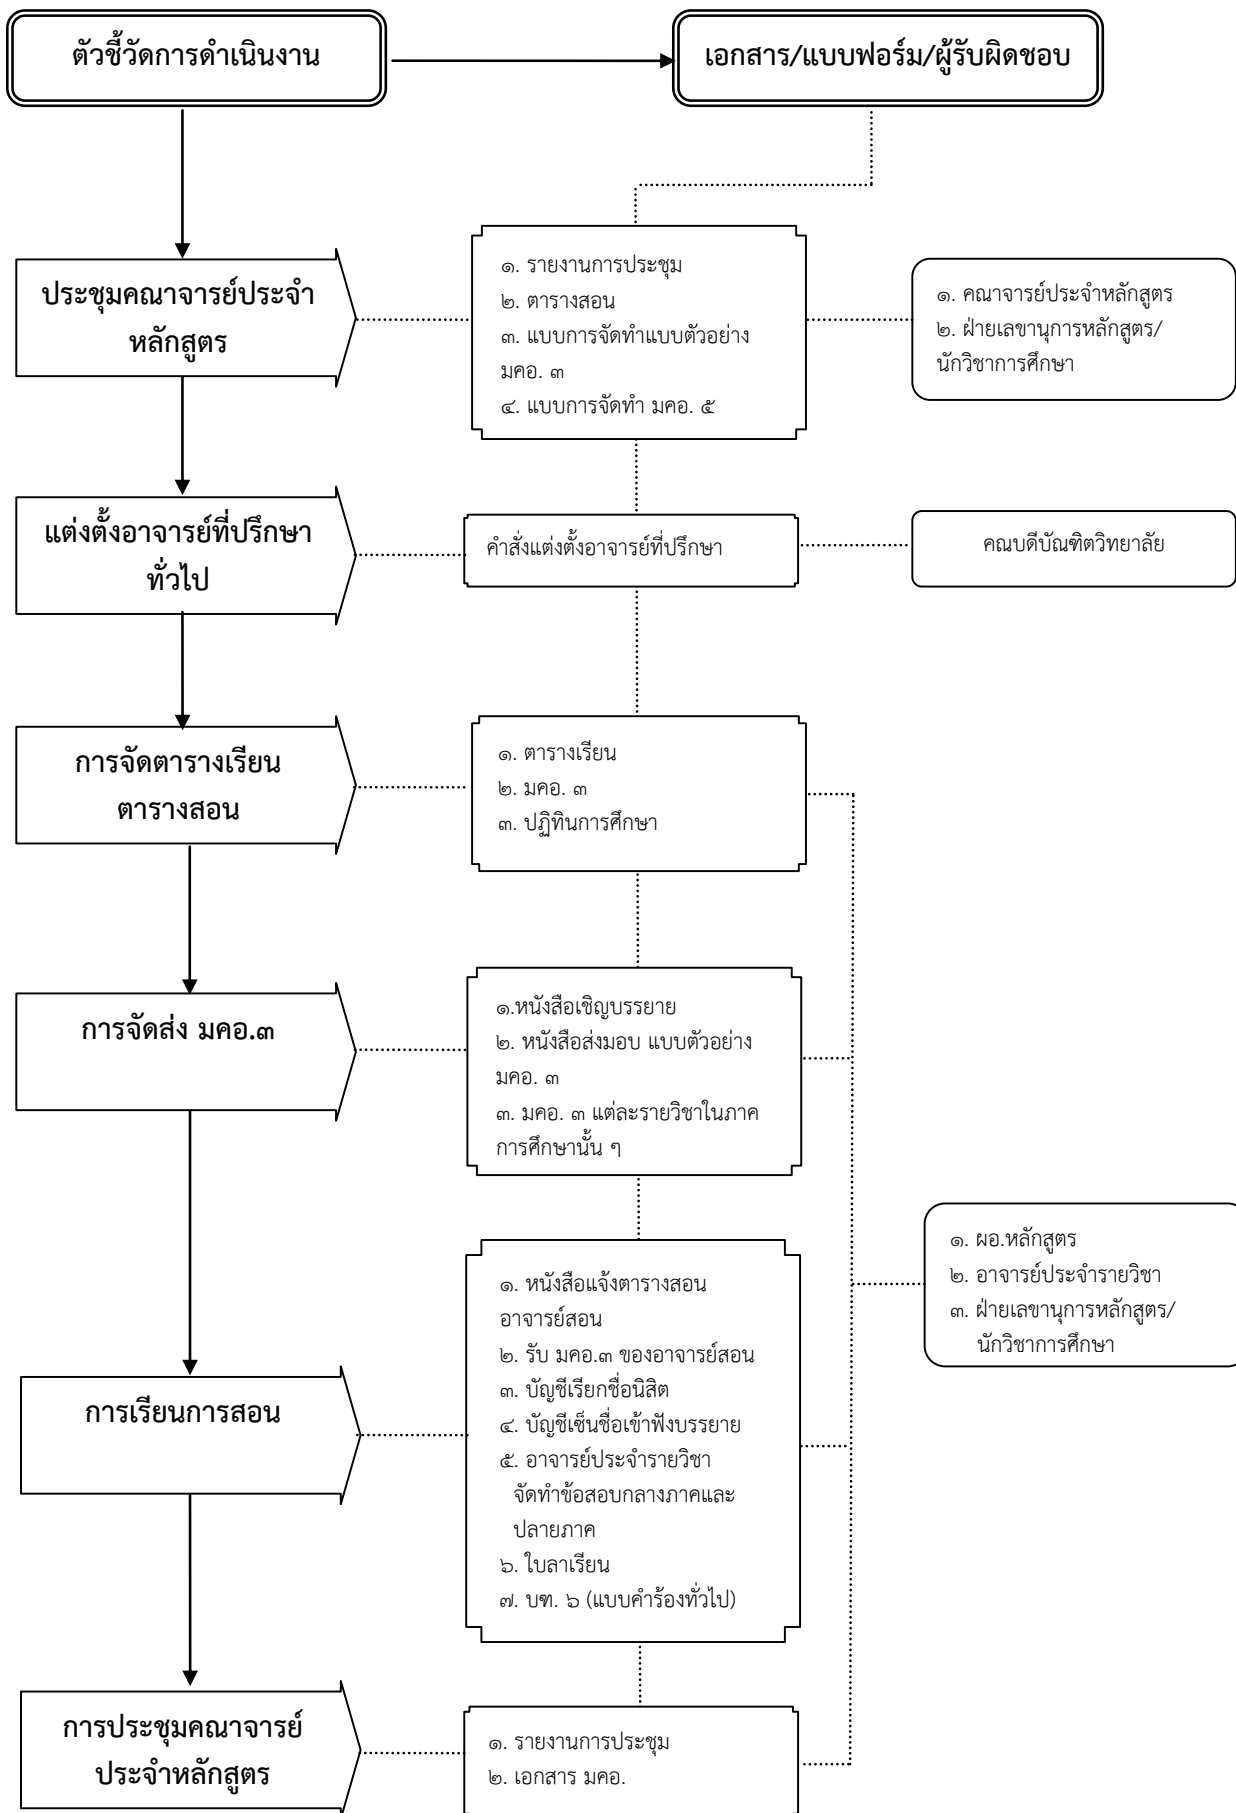 ตัวชี้วัดการดำเนินงาน
เอกสาร/แบบฟอร์ม/ผู้รับผิดชอบ
ประชุมคณาจารย์ประจำ
หลักสูตร
๑. รายงานการประชุม
๒. ตารางสอน
๓. แบบการจัดทำแบบตัวอย่าง
มคอ. ๓
๔. แบบการจัดทำ มคอ. ๕
๑. คณาจารย์ประจำหลักสูตร
๒. ฝ่ายเลขานุการหลักสูตร/
นักวิชาการศึกษา
แต่งตั้งอาจารย์ที่ปรึกษา
ทั่วไป
คำสั่งแต่งตั้งอาจารย์ที่ปรึกษา
คณบดีบัณฑิตวิทยาลัย
การจัดตารางเรียน
ตารางสอน
๑. ตารางเรียน
๒. มคอ. ๓
๓. ปฏิทินการศึกษา
การจัดส่ง มคอ.๓
๑.หนังสือเชิญบรรยาย
๒. หนังสือส่งมอบ แบบตัวอย่าง
มคอ. ๓
๓. มคอ. ๓ แต่ละรายวิชาในภาค
การศึกษานั้น ๆ
๑. ผอ.หลักสูตร
๒. อาจารย์ประจำรายวิชา
๓. ฝ่ายเลขานุการหลักสูตร/
นักวิชาการศึกษา
การเรียนการสอน
๑. หนังสือแจ้งตารางสอน
อาจารย์สอน
๒. รับ มคอ.๓ ของอาจารย์สอน
๓. บัญชีเรียกชื่อนิสิต
๔. บัญชีเซ็นชื่อเข้าฟังบรรยาย
๕. อาจารย์ประจำรายวิชา
จัดทำข้อสอบกลางภาคและ
ปลายภาค
๖. ใบลาเรียน
๗. บฑ. ๖ (แบบคำร้องทั่วไป)
การประชุมคณาจารย์
ประจำหลักสูตร
๑. รายงานการประชุม
๒. เอกสาร มคอ.